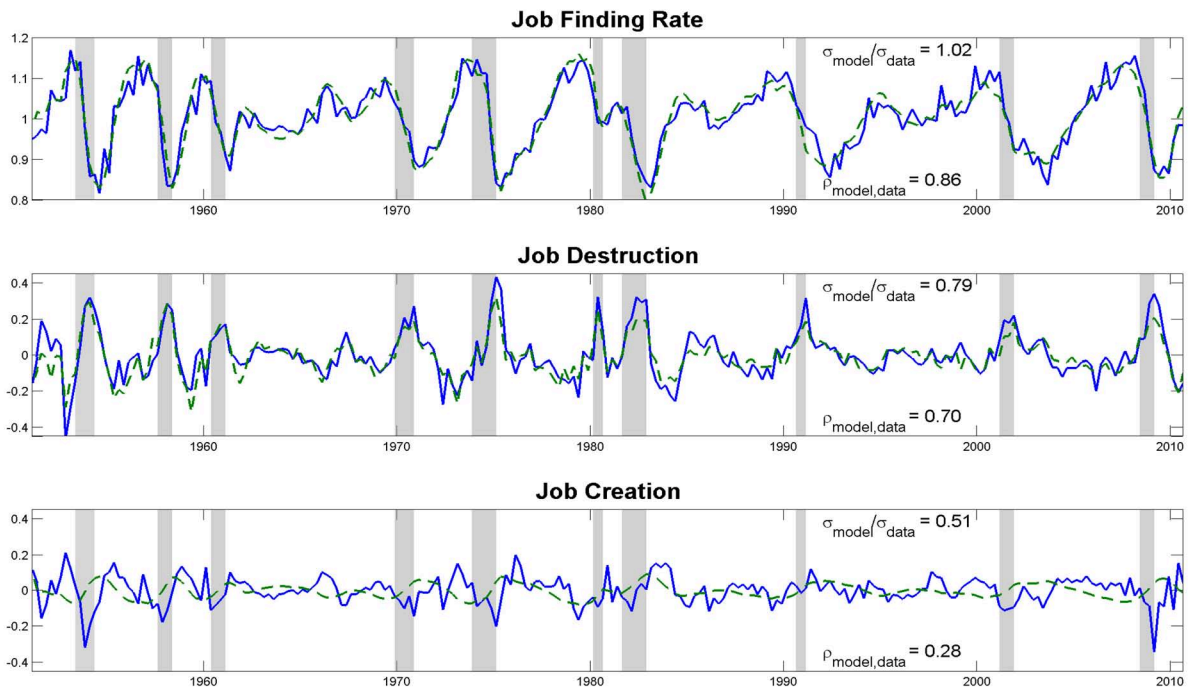 Job Finding Rate
1.2
1.1
1
0.9
0.8
σmodel/σdata = 1.02
ρmodel,data = 0.86
1960 1970 1980 1990 2000 2010
Job Destruction
0.4
0.2
0
-0.2
-0.4
σmodel/σdata = 0.79
ρmodel,data = 0.70
1960 1970 1980 1990 2000 2010
Job Creation
0.4
0.2
0
-0.2
-0.4
σmodel/σdata = 0.51
ρmodel,data = 0.28
1960 1970 1980 1990 2000 2010